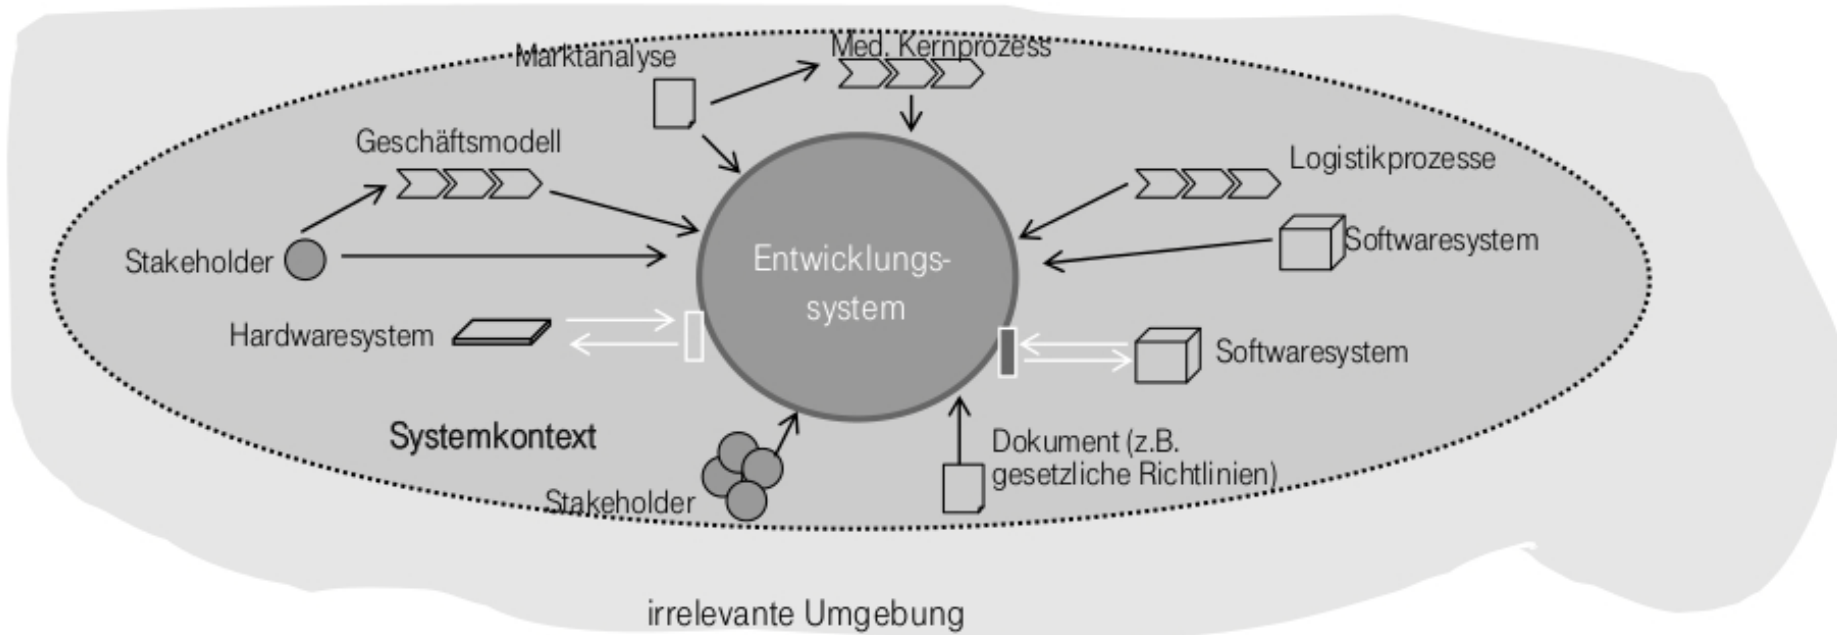 Marktanalyse
Med. Kernprozess
Geschäftsmodell
Logistikprozesse
Stakeholder
Entwicklungs-
system
Softwaresystem
Hardwaresystem
Softwaresystem
Systemkontext
Dokument (z.B.
gesetzliche Richtlinien)
Stakeholder
irrelevante Umgebung